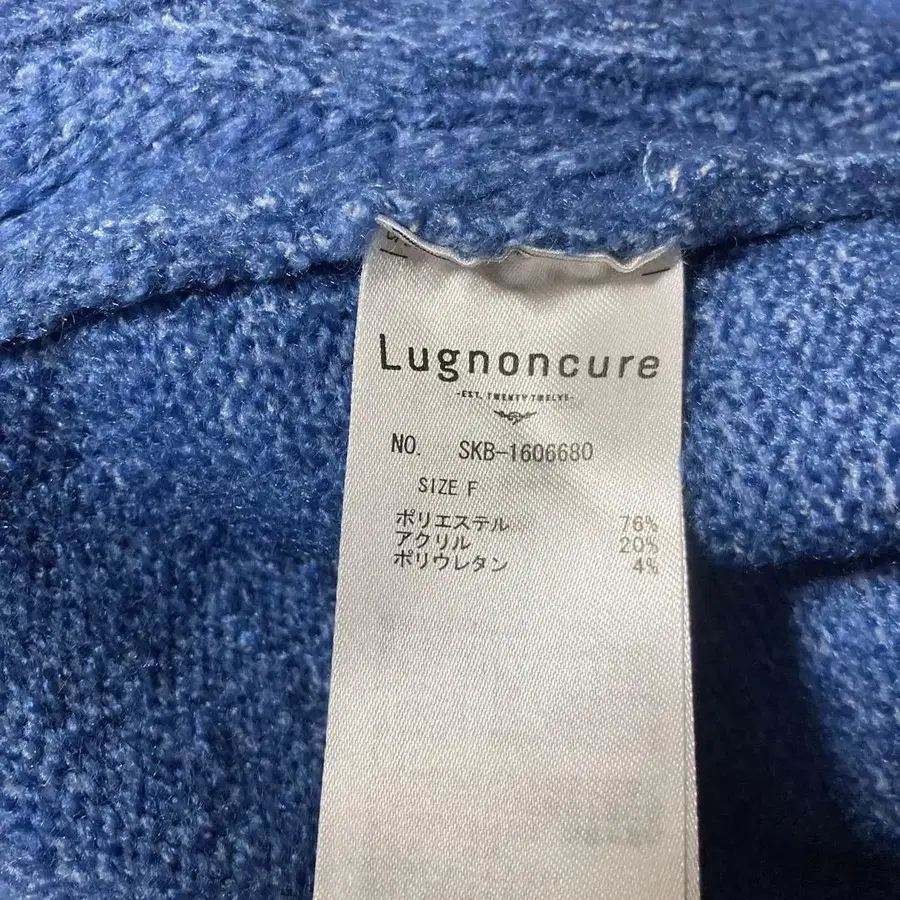 Lugnoncure
-EST. TWENTY TWELVE-
NO. SKB-1606680
SIZE F
ポリエステル 76%
アクリル 20%
ポリウレタン 4%